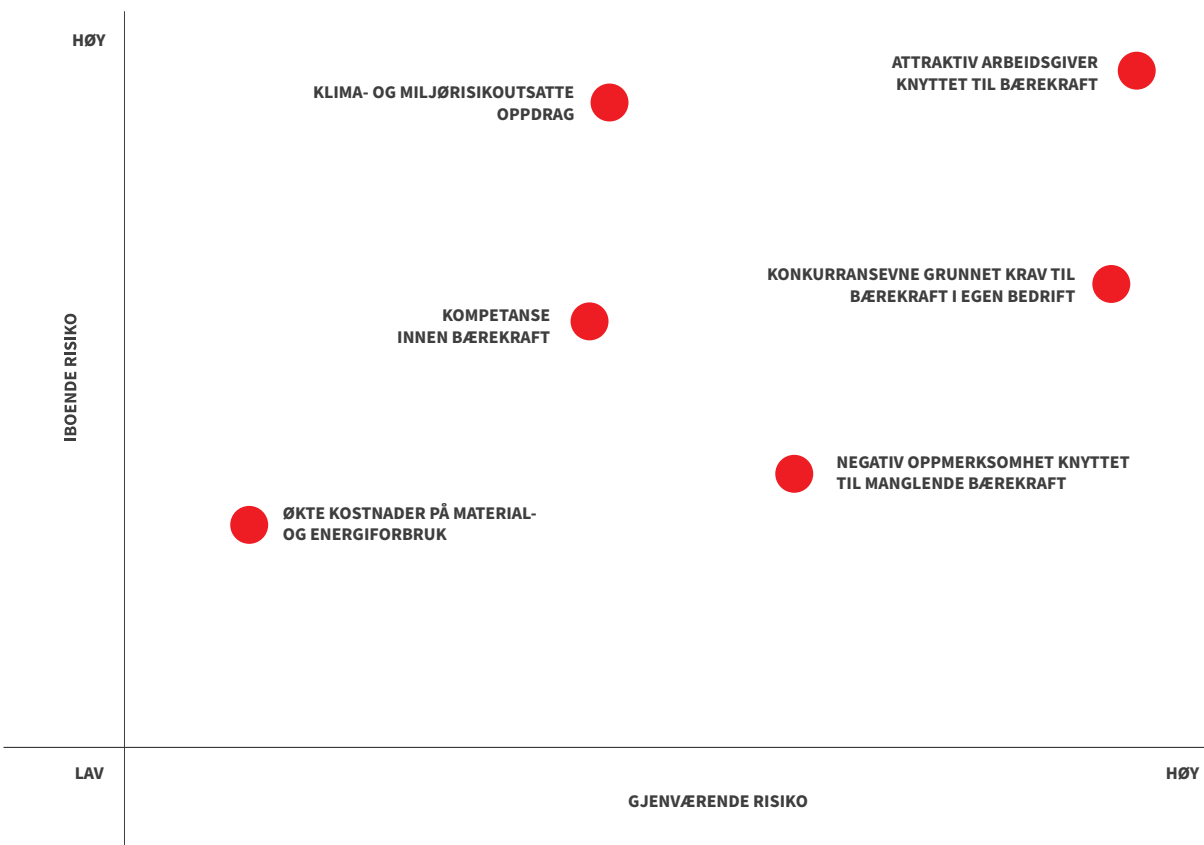 HØY
ATTRAKTIV ARBEIDSGIVER
KNYTTET TIL BÆREKRAFT
KLIMA- OG MILJØRISIKOUTSATTE
OPPDRAG
KONKURRANSEVNE GRUNNET KRAV TIL
BÆREKRAFT I EGEN BEDRIFT
KOMPETANSE
INNEN BÆREKRAFT
IBOENDE RISIKO
NEGATIV OPPMERKSOMHET KNYTTET
TIL MANGLENDE BÆREKRAFT
ØKTE KOSTNADER PÅ MATERIAL-
OG ENERGIFORBRUK
LAV
HØY
GJENVÆRENDE RISIKO